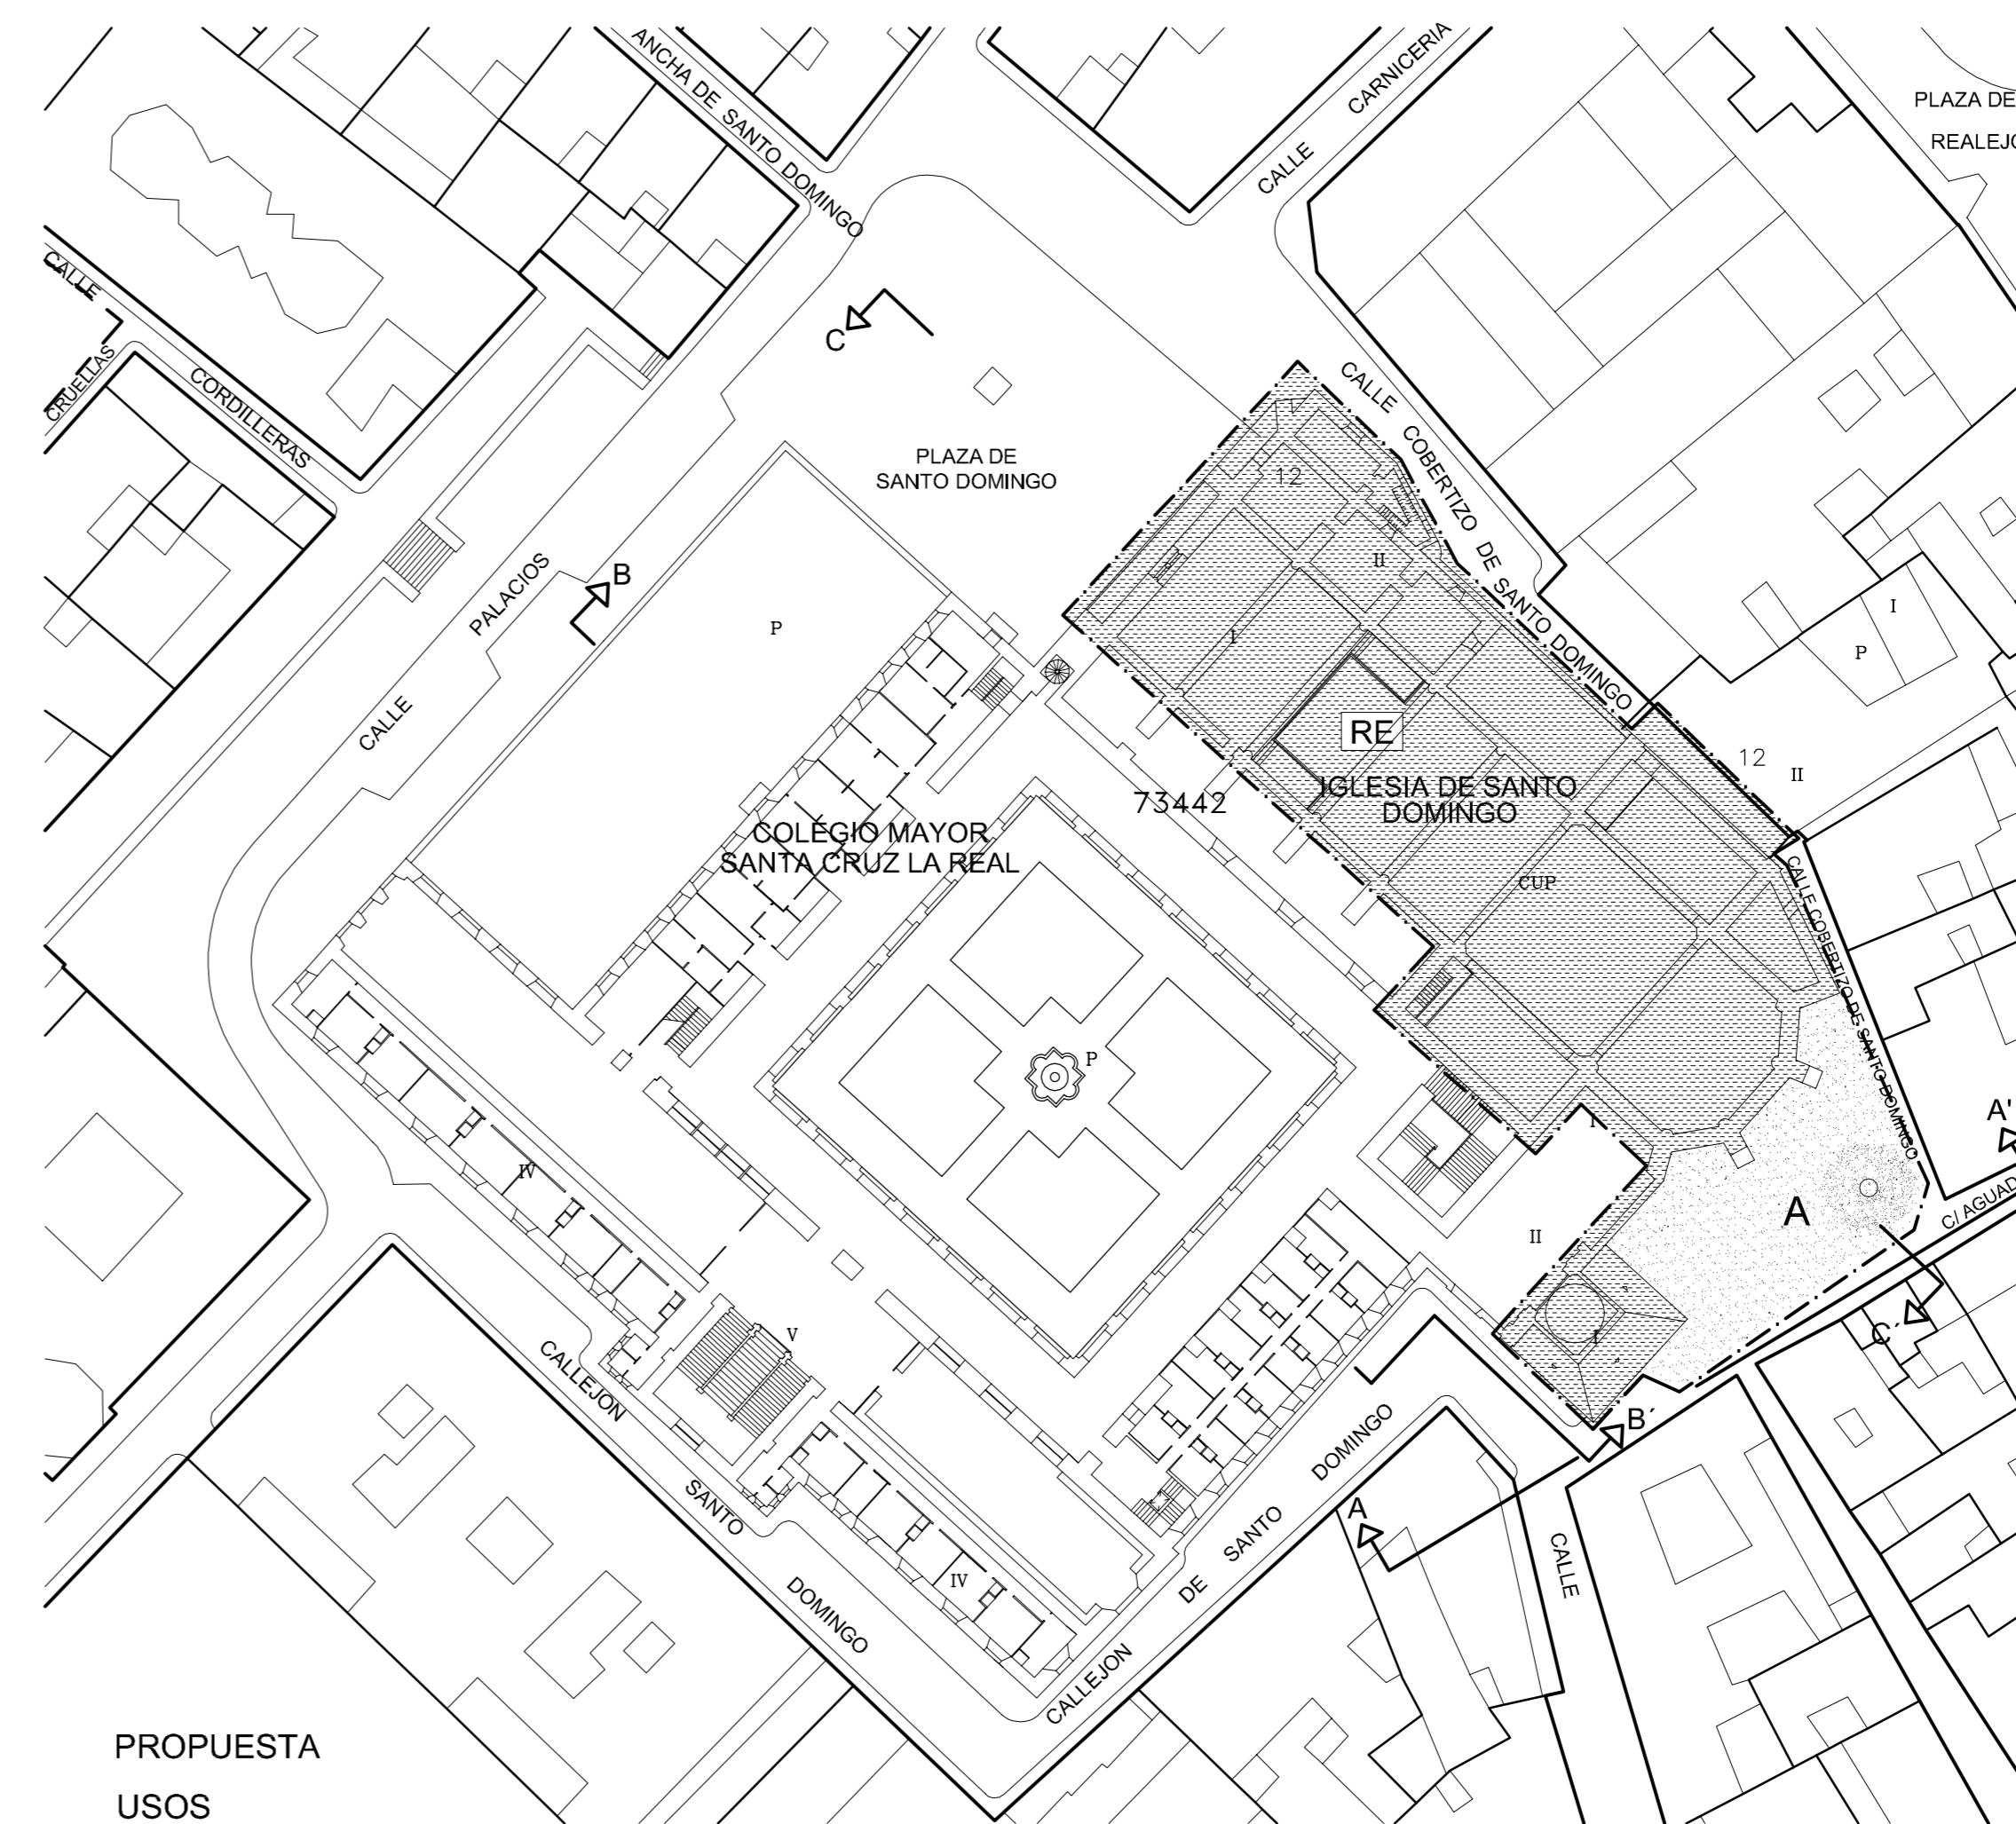 ANCHA DE SANTO DOMINGO
CALLE CARNICERIA
PLAZA DE
REALEJO
CALLE
CRUELLAS
CORDILLERAS
C
PLAZA DE
SANTO DOMINGO
CALLE COBERTIZO DE SANTO DOMINGO
12
II
I
B
CALLE PALACIOS
P
I
P
RE
IGLESIA DE SANTO
DOMINGO
12
II
73442
COLEGIO MAYOR
SANTA CRUZ LA REAL
CUP
CALLE COBERTIZO DE SANTO DOMINGO
P
A'
I
IV
A
C/ AGUAD
II
V
I
C´
B´
CALLEJON SANTO DOMINGO
CALLEJON DE SANTO DOMINGO
A
CALLE
IV
PROPUESTA
USOS